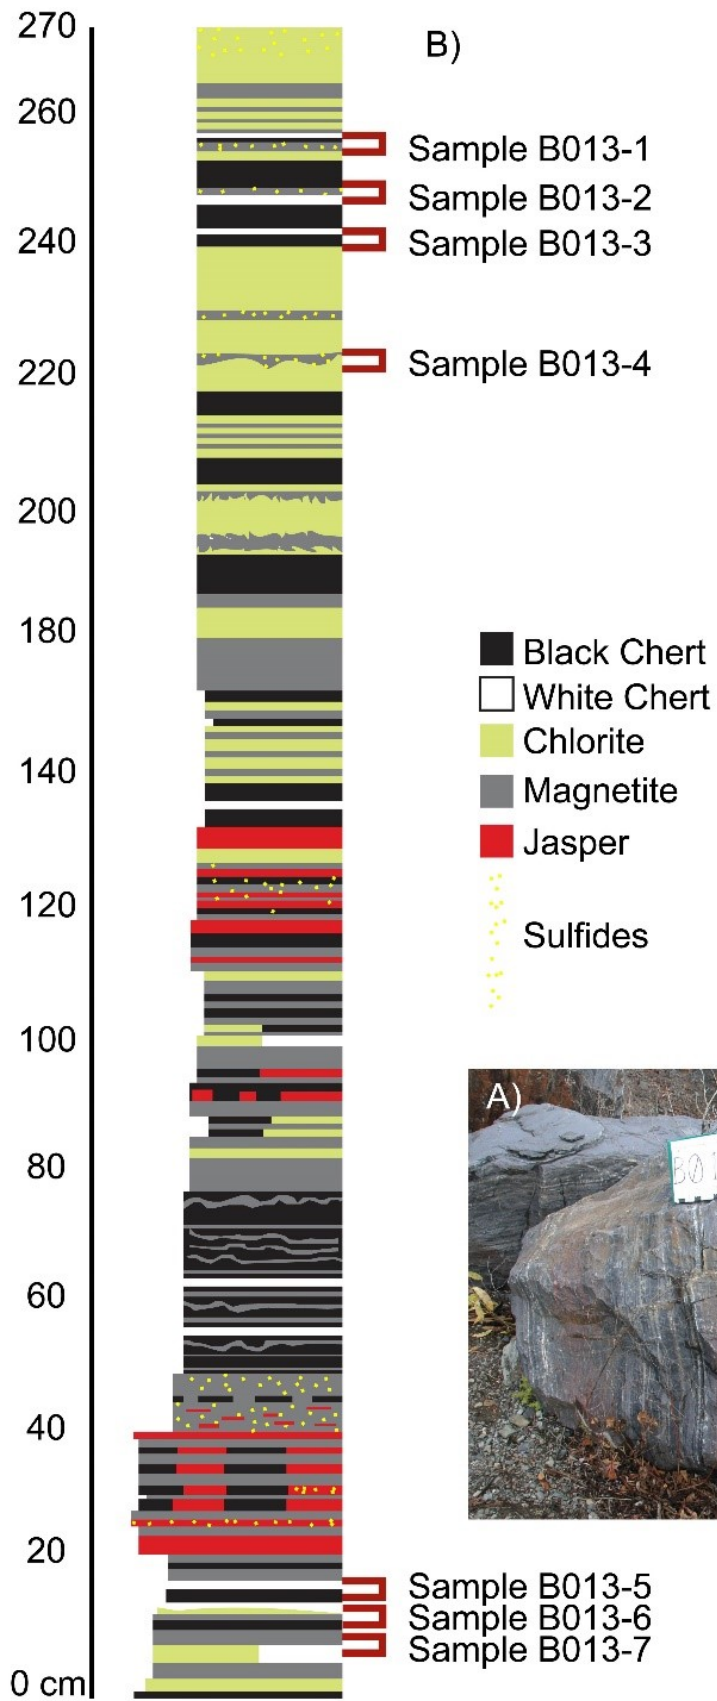 270
B)
260
Sample B013-1
Sample B013-2
240
Sample B013-3
220
Sample B013-4
200
180
Black Chert
White Chert
Chlorite
140
Magnetite
Jasper
120
Sulfides
100
A)
80
60
40
20
Sample B013-5
Sample B013-6
Sample B013-7
0 cm